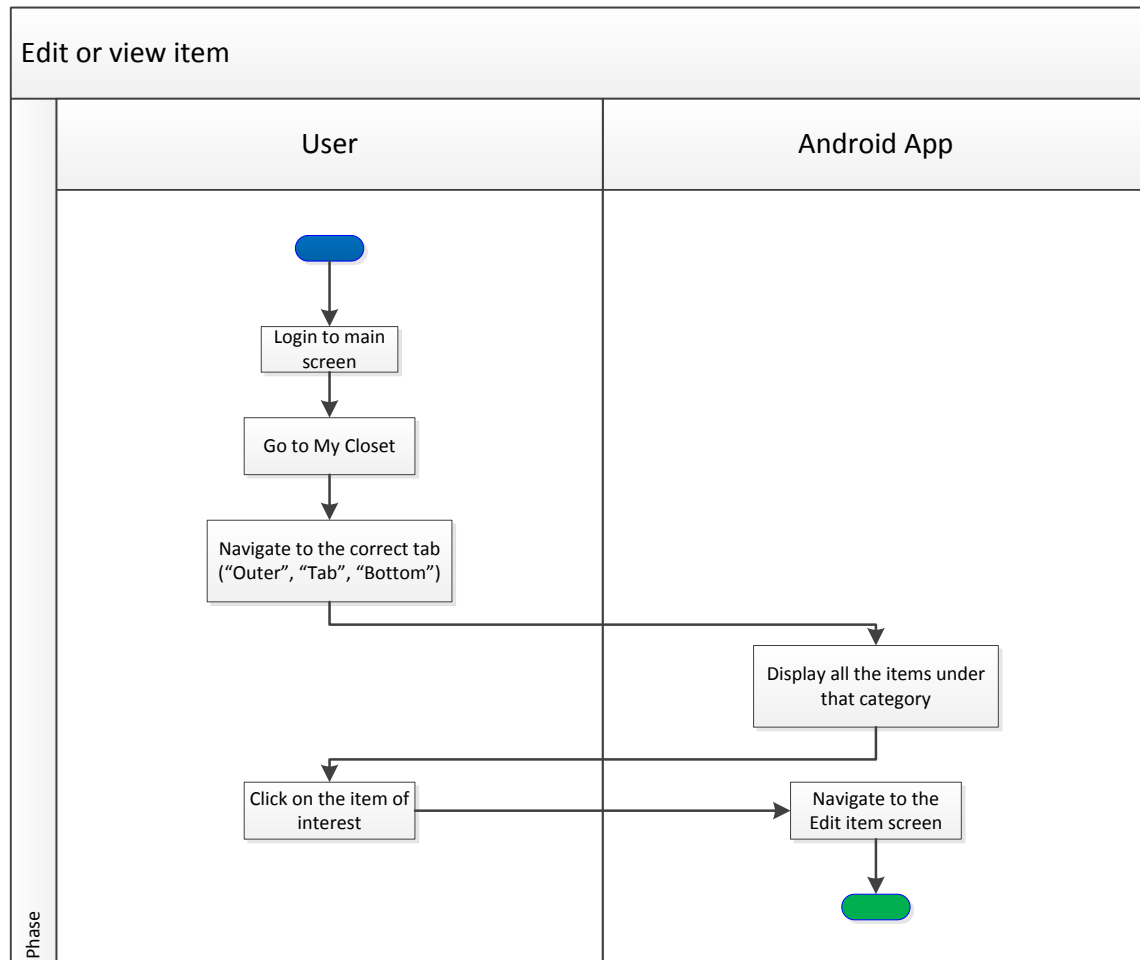 Edit or view item
User
Android App
Login to main
screen
Go to My Closet
Navigate to the correct tab
(“Outer”, “Tab”, “Bottom”)
Display all the items under
that category
Click on the item of
interest
Navigate to the
Edit item screen
Phase